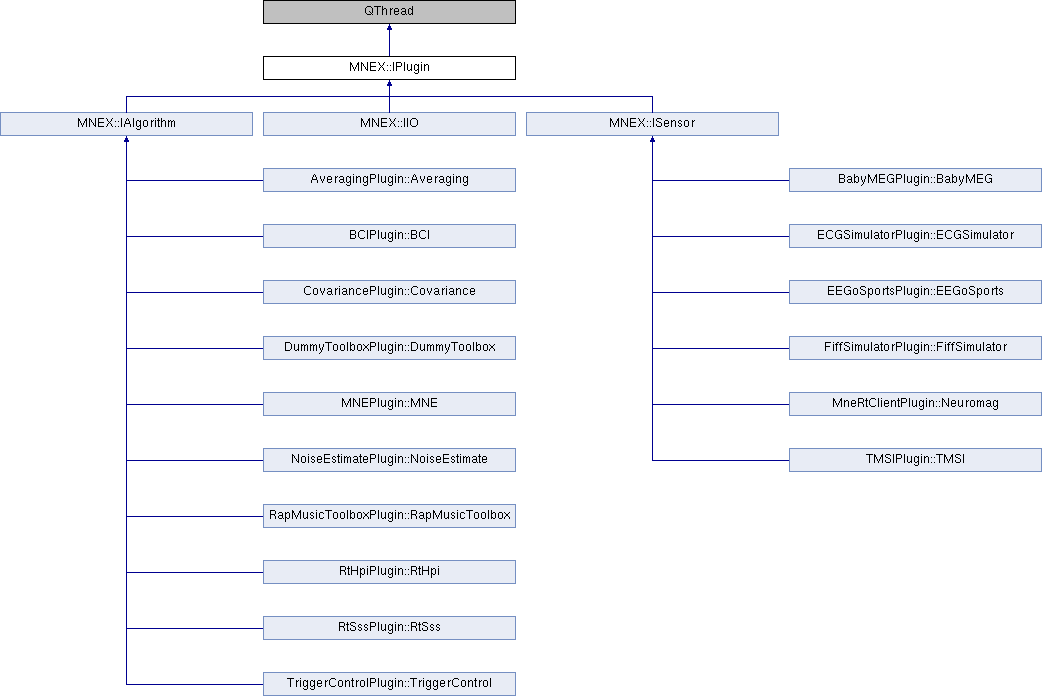 QThread
MNEX::IPlugin
MNEX::IAlgorithm
MNEX::IIO
MNEX::ISensor
AveragingPlugin::Averaging
BabyMEGPlugin::BabyMEG
BCIPlugin::BCI
ECGSimulatorPlugin::ECGSimulator
CovariancePlugin::Covariance
EEGoSportsPlugin::EEGoSports
DummyToolboxPlugin::DummyToolbox
FiffSimulatorPlugin::FiffSimulator
MNEPlugin::MNE
MneRtClientPlugin::Neuromag
NoiseEstimatePlugin::NoiseEstimate
TMSIPlugin::TMSI
RapMusicToolboxPlugin::RapMusicToolbox
RtHpiPlugin::RtHpi
RtSssPlugin::RtSss
TriggerControlPlugin::TriggerControl